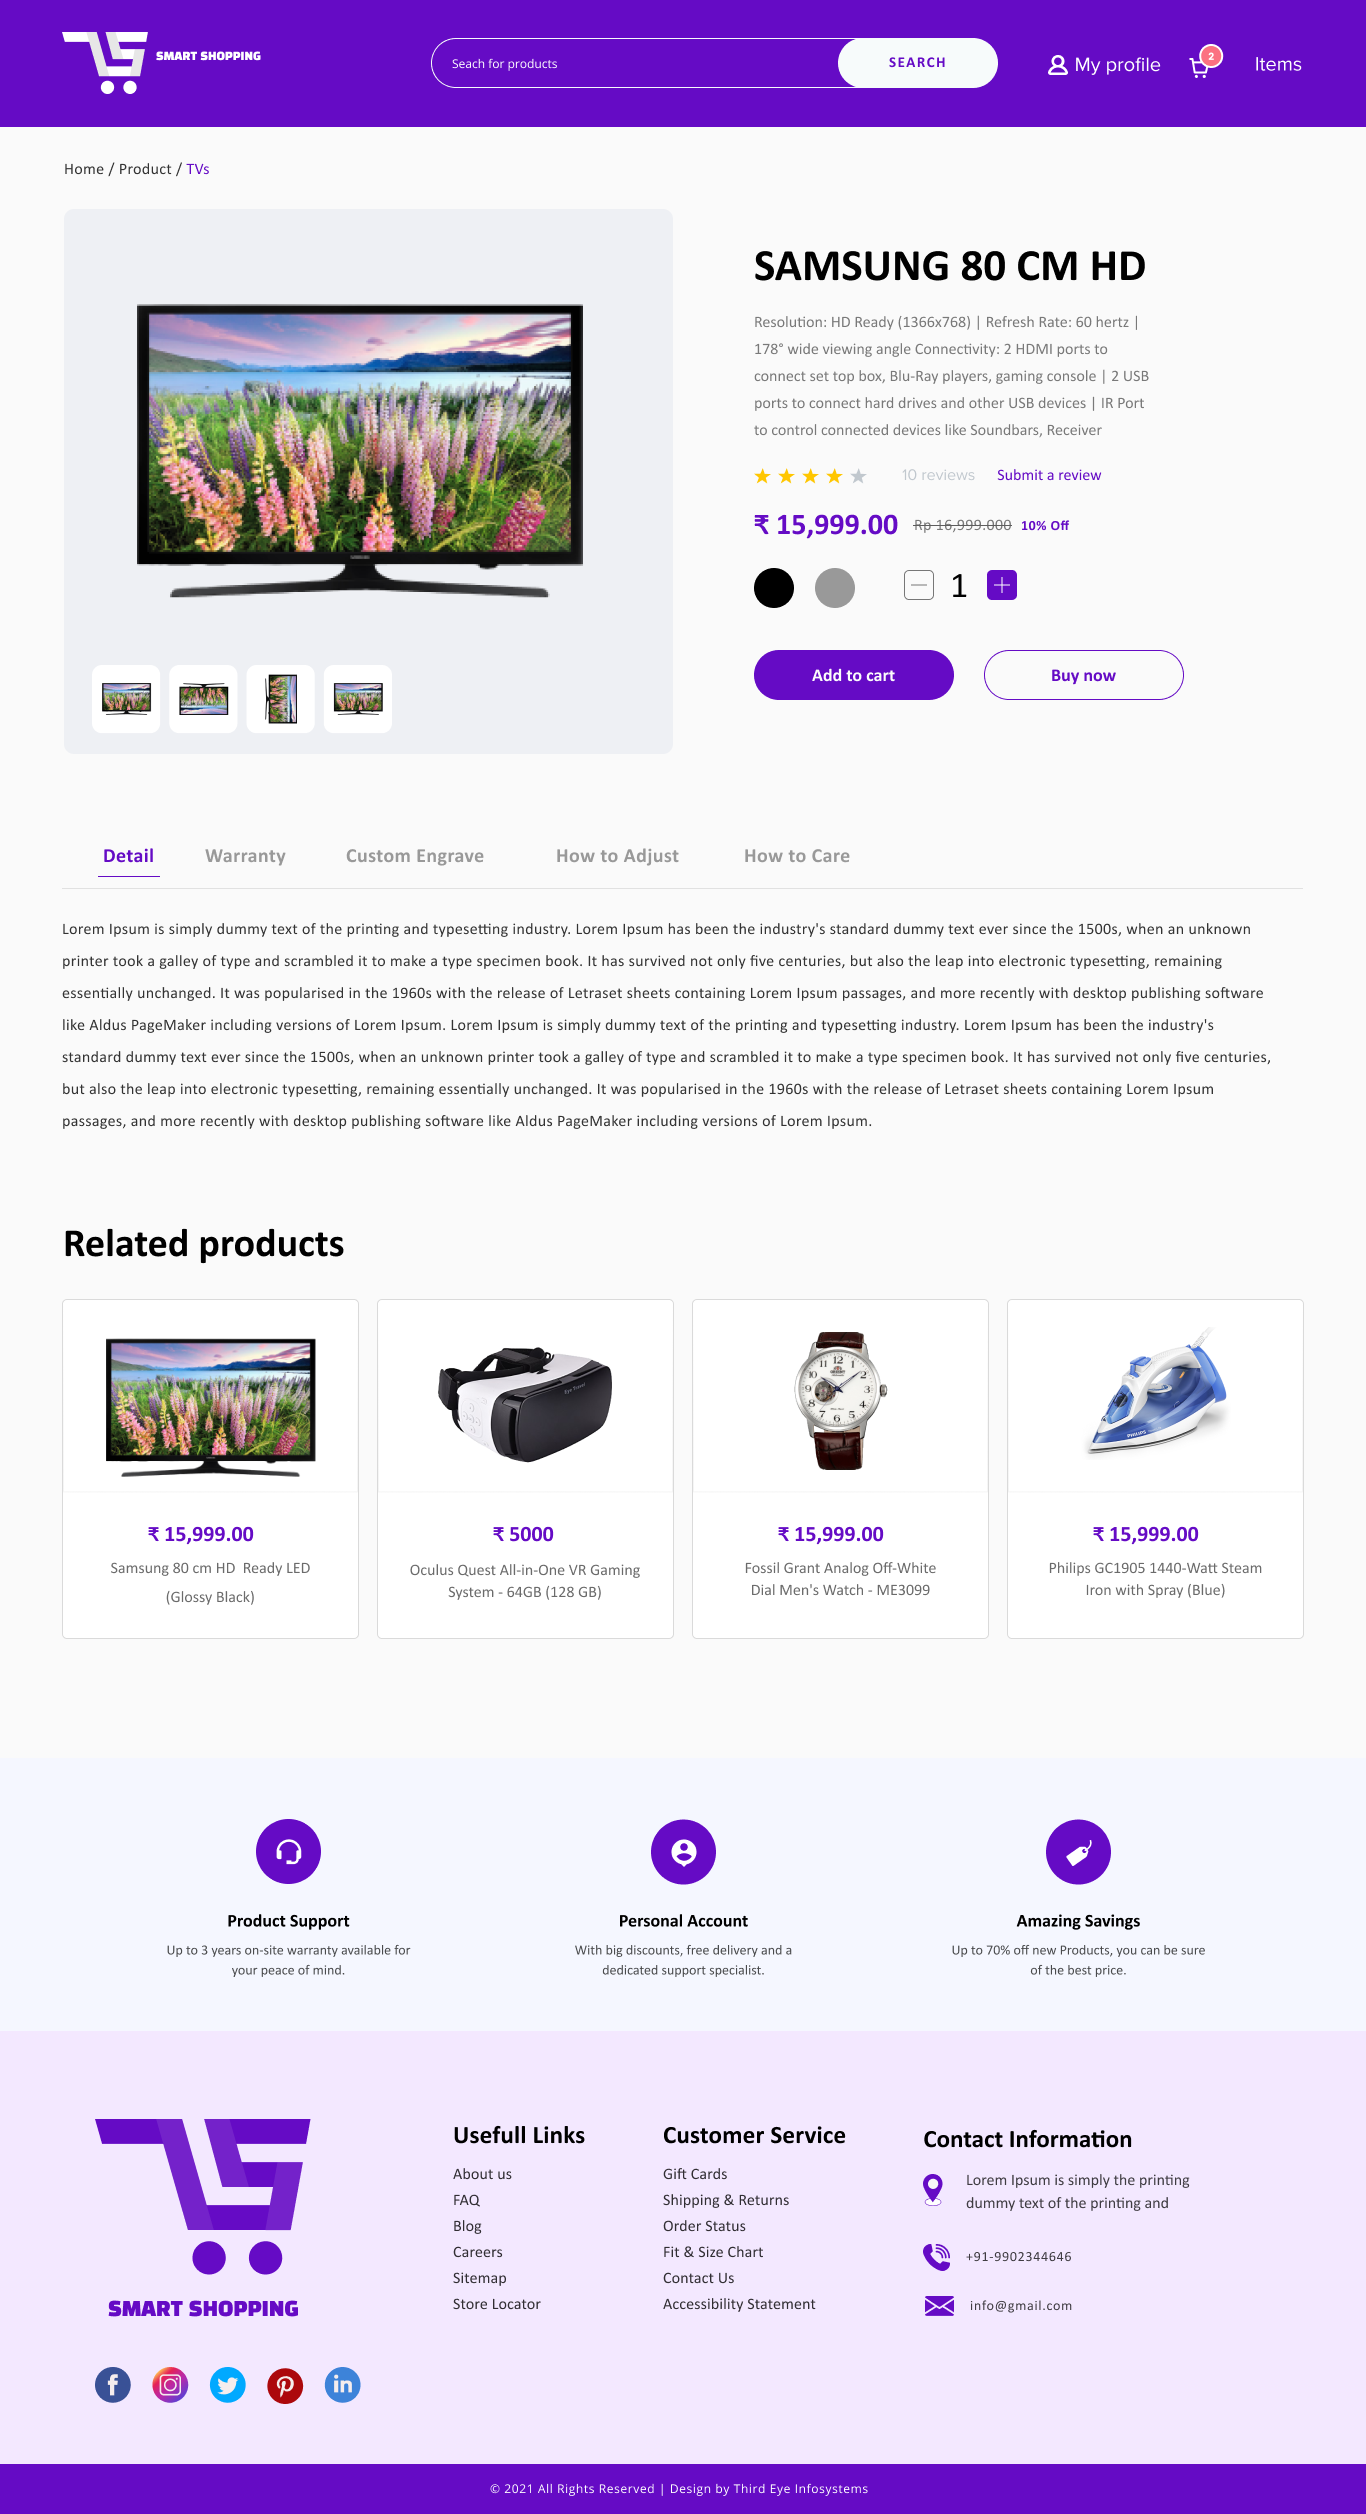 SMART SHOPPING
Seach for products
SEARCH
My profile
2
Items
Home / Product / TVs
SAMSUNG 80 CM HD
Resolution: HD Ready (1366x768) | Refresh Rate: 60 hertz |
178° wide viewing angle Connectivity: 2 HDMI ports to
connect set top box, Blu-Ray players, gaming console | 2 USB
ports to connect hard drives and other USB devices | IR Port
to control connected devices like Soundbars, Receiver
10 reviews Submit a review
₹ 15,999.00 Rp 16,999.000 10% Off
1
Add to cart Buy now
Detail Warranty Custom Engrave How to Adjust How to Care
Lorem Ipsum is simply dummy text of the printing and typesetting industry. Lorem Ipsum has been the industry's standard dummy text ever since the 1500s, when an unknown
printer took a galley of type and scrambled it to make a type specimen book. It has survived not only five centuries, but also the leap into electronic typesetting, remaining
essentially unchanged. It was popularised in the 1960s with the release of Letraset sheets containing Lorem Ipsum passages, and more recently with desktop publishing software
like Aldus PageMaker including versions of Lorem Ipsum. Lorem Ipsum is simply dummy text of the printing and typesetting industry. Lorem Ipsum has been the industry's
standard dummy text ever since the 1500s, when an unknown printer took a galley of type and scrambled it to make a type specimen book. It has survived not only five centuries,
but also the leap into electronic typesetting, remaining essentially unchanged. It was popularised in the 1960s with the release of Letraset sheets containing Lorem Ipsum
passages, and more recently with desktop publishing software like Aldus PageMaker including versions of Lorem Ipsum.
Related products
₹ 15,999.00
Samsung 80 cm HD Ready LED
(Glossy Black)
₹ 5000
Oculus Quest All-in-One VR Gaming
System - 64GB (128 GB)
₹ 15,999.00
Fossil Grant Analog Off-White
Dial Men's Watch - ME3099
PHILIPS
₹ 15,999.00
Philips GC1905 1440-Watt Steam
Iron with Spray (Blue)
Product Support
Up to 3 years on-site warranty available for
your peace of mind.
Personal Account
With big discounts, free delivery and a
dedicated support specialist.
Amazing Savings
Up to 70% off new Products, you can be sure
of the best price.
SMART SHOPPING
Usefull Links
About us
FAQ
Blog
Careers
Sitemap
Store Locator
Customer Service
Gift Cards
Shipping & Returns
Order Status
Fit & Size Chart
Contact Us
Accessibility Statement
Contact Information
Lorem Ipsum is simply the printing
dummy text of the printing and
+91-9902344646
info@gmail.com
© 2021 All Rights Reserved | Design by Third Eye Infosystems